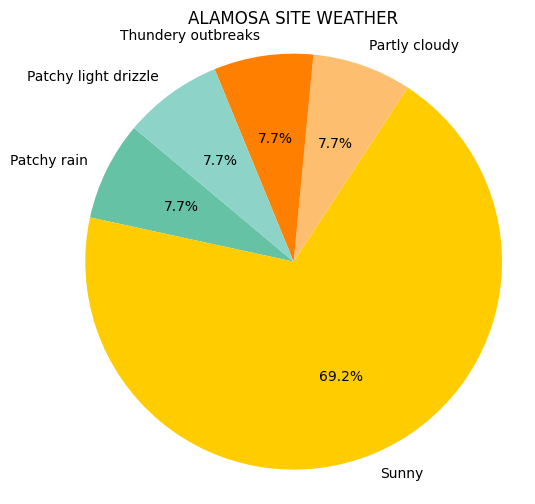 ALAMOSA SITE WEATHER
Thundery outbreaks
Partly cloudy
Patchy light drizzle
7.7%
7.7%
7.7%
Patchy rain
7.7%
69.2%
Sunny